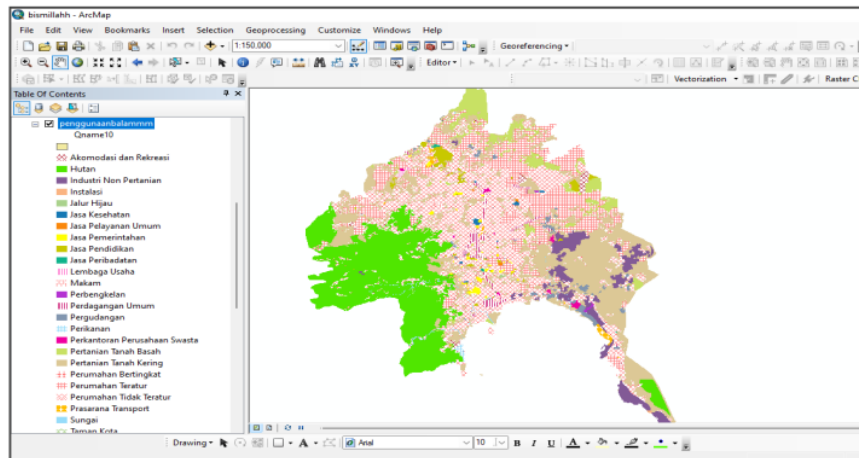 bismillahh - ArcMap
File Edit View Bookmarks Insert Selection Geoprocessing Customize Windows Help
1:150,000 Georeferencing
Editor
Vectorization Raster C
Table Of Contents
penggunaanbalammm
Qname10
Akomodasi dan Rekreasi
Hutan
Industri Non Pertanian
Instalasi
Jalur Hijau
Jasa Kesehatan
Jasa Pelayanan Umum
Jasa Pemerintahan
Jasa Pendidikan
Jasa Peribadatan
Lembaga Usaha
Makam
Perbengkelan
Perdagangan Umum
Pergudangan
Perikanan
Perkantoran Perusahaan Swasta
Pertanian Tanah Basah
Pertanian Tanah Kering
Perumahan Bertingkat
Perumahan Teratur
Perumahan Tidak Teratur
Prasarana Transport
Sungai
Taman Kota
Drawing A Arial 10 B I U A